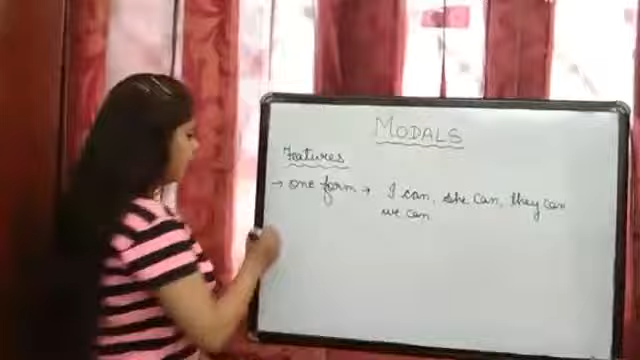 MODALS
Features
→ one form → I can, she can, they can
we can